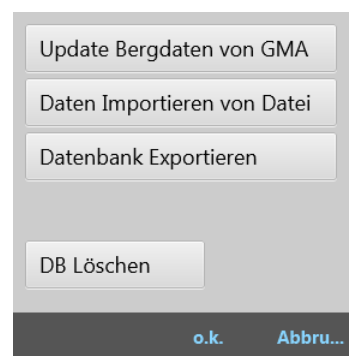 Update Bergdaten von GMA
Daten Importieren von Datei
Datenbank Exportieren
DB Löschen
o.k. Abbru...